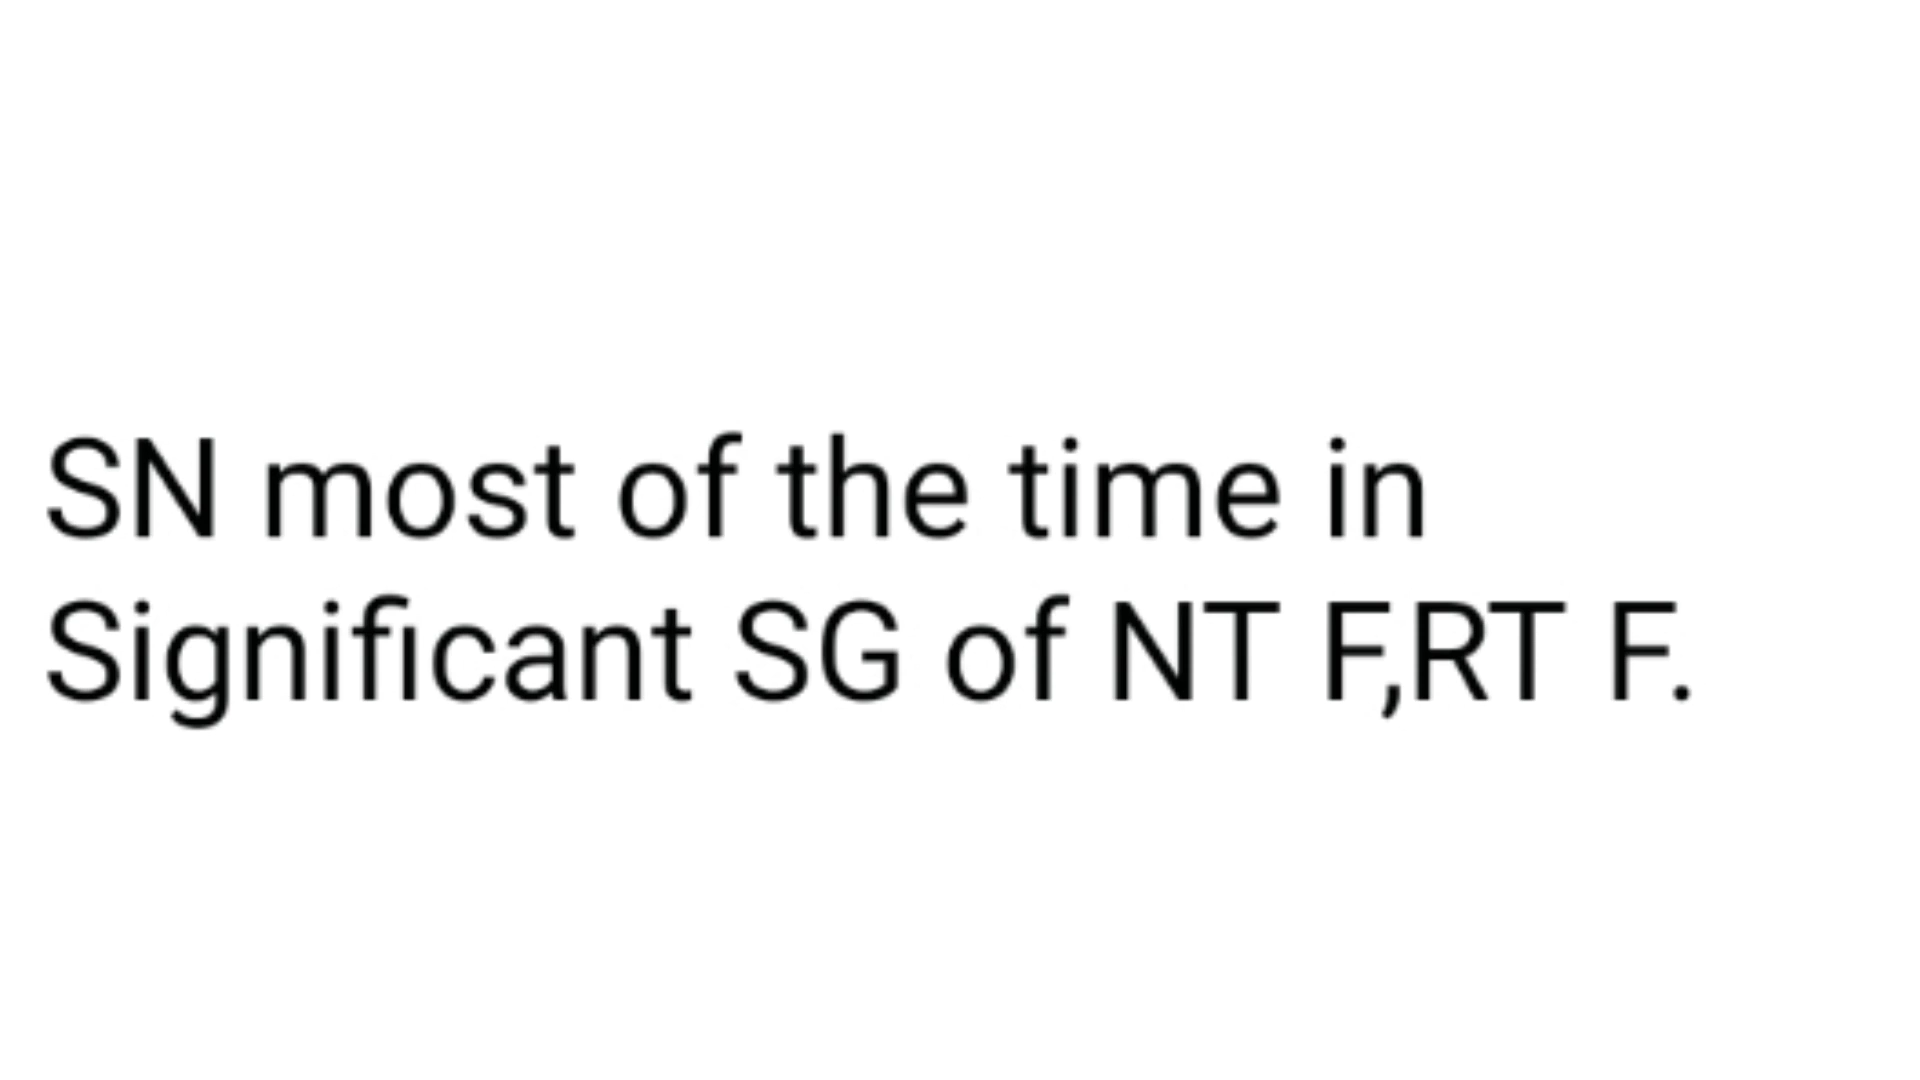 SN most of the time in
Significant SG of NT F,RT F.